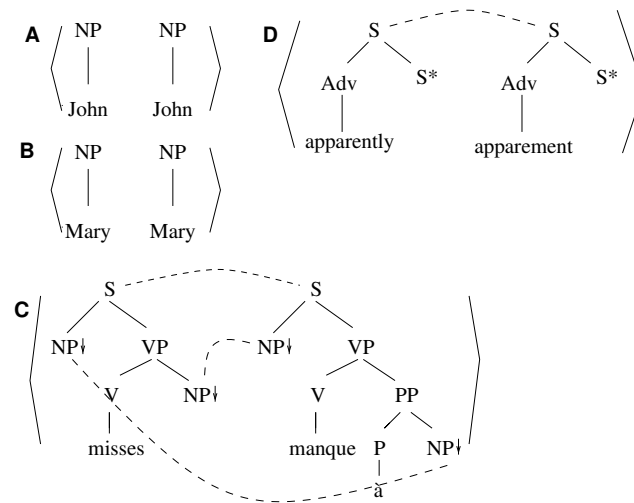 A NP NP
John John
B NP NP
Mary Mary
D S S
Adv S* Adv S*
apparently apparement
C S S
NP↓ VP NP↓ VP
V NP↓ V PP
misses manque P NP↓
à